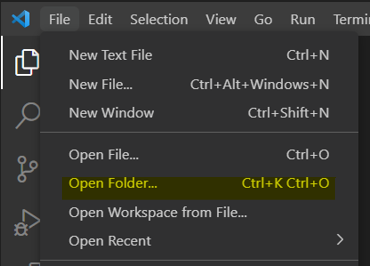 File Edit Selection View Go Run Termi
New Text File Ctrl+N
New File... Ctrl+Alt+Windows+N
New Window Ctrl+Shift+N
Open File... Ctrl+O
Open Folder... Ctrl+K Ctrl+O
Open Workspace from File...
Open Recent